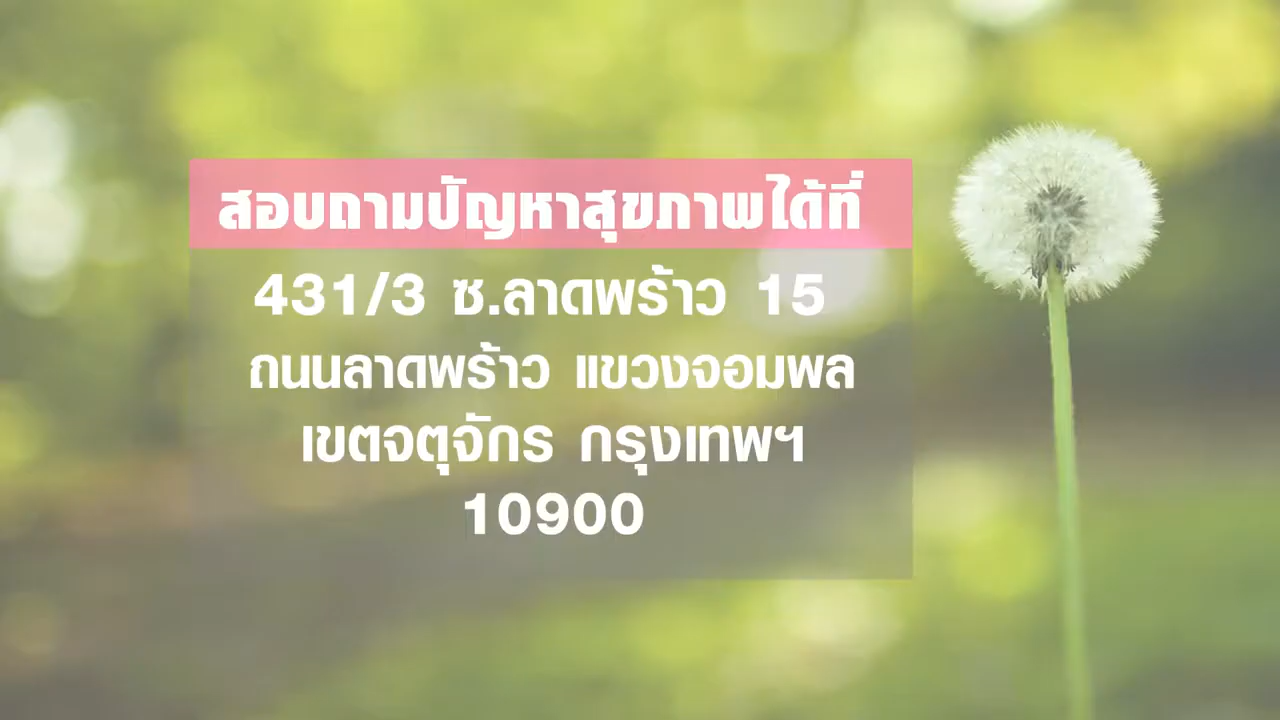 สอบถามปัญหาสุขภาพได้ที่
431/3 ซ.ลาดพร้าว 15
ถนนลาดพร้าว แขวงจอมพล
เขตจตุจักร กรุงเทพฯ
10900